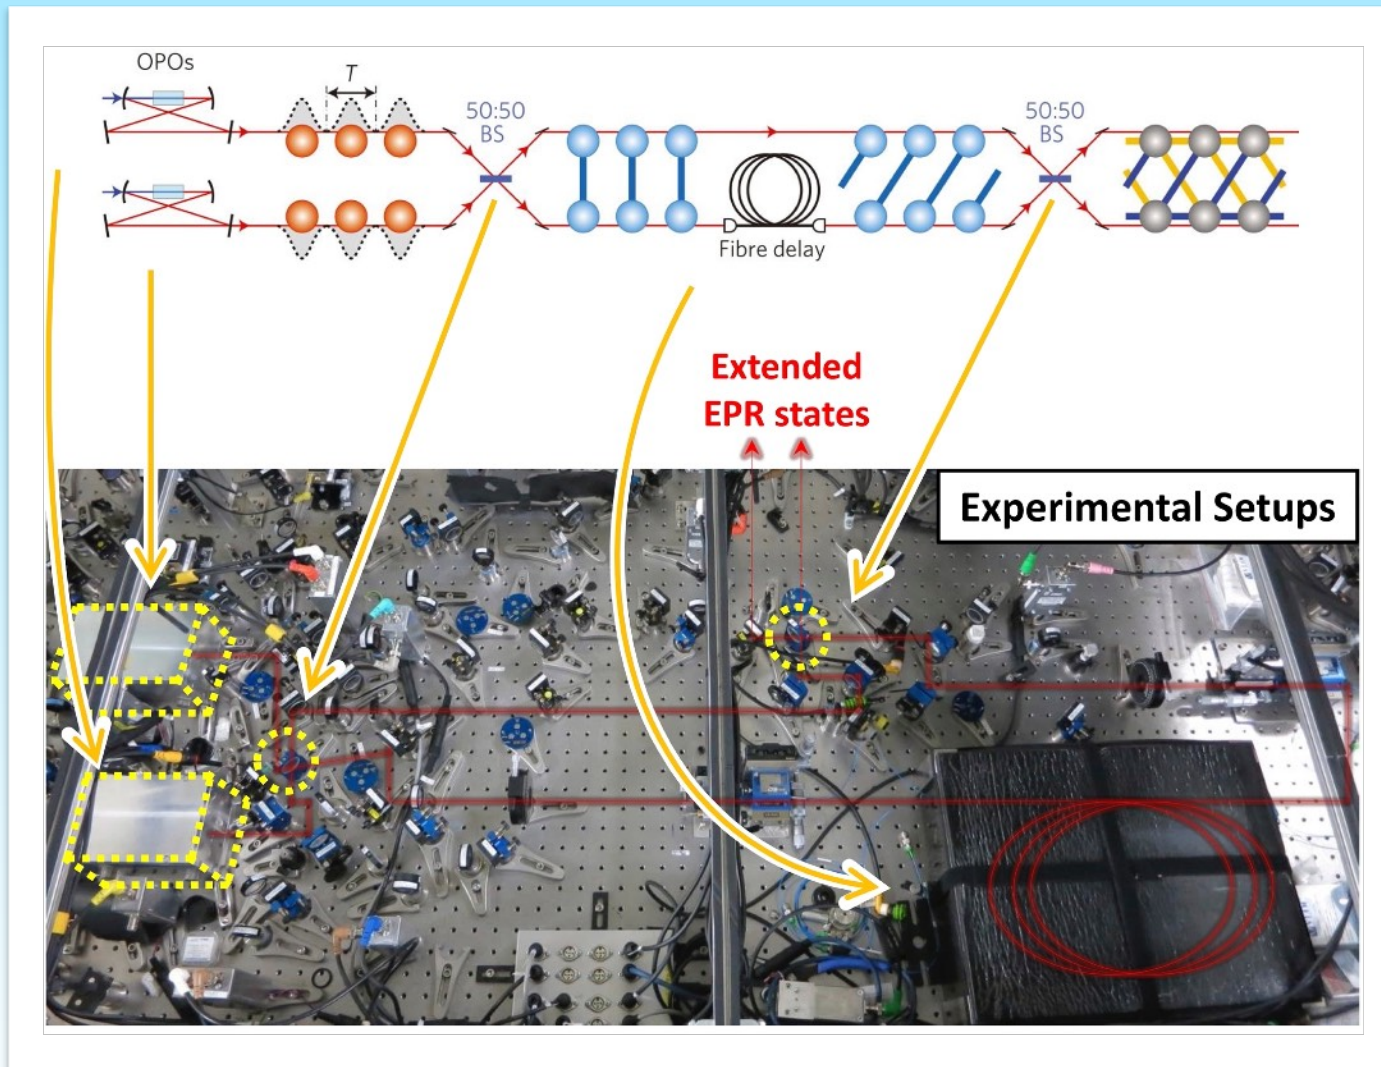 OPOs
T
50:50
BS
50:50
BS
Fibre delay
Extended
EPR states
Experimental Setups